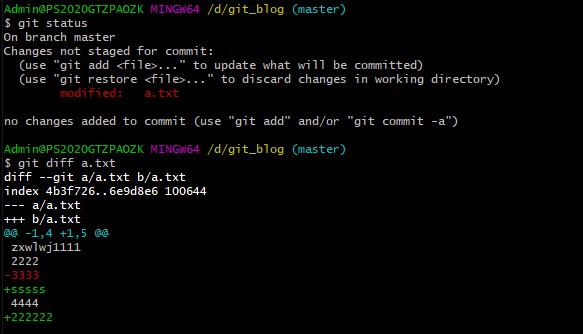 Admin@PS2020GTZPAOZK MINGW64 /d/git_blog (master)
$ git status
On branch master
Changes not staged for commit:
  (use "git add <file>..." to update what will be committed)
  (use "git restore <file>..." to discard changes in working directory)
        modified:   a.txt

no changes added to commit (use "git add" and/or "git commit -a")

Admin@PS2020GTZPAOZK MINGW64 /d/git_blog (master)
$ git diff a.txt
diff --git a/a.txt b/a.txt
index 4b3f726..6e9d8e6 100644
--- a/a.txt
+++ b/a.txt
@@ -1,4 +1,5 @@
 zxwlwj1111
 2222
-3333
+sssss
 4444
+222222